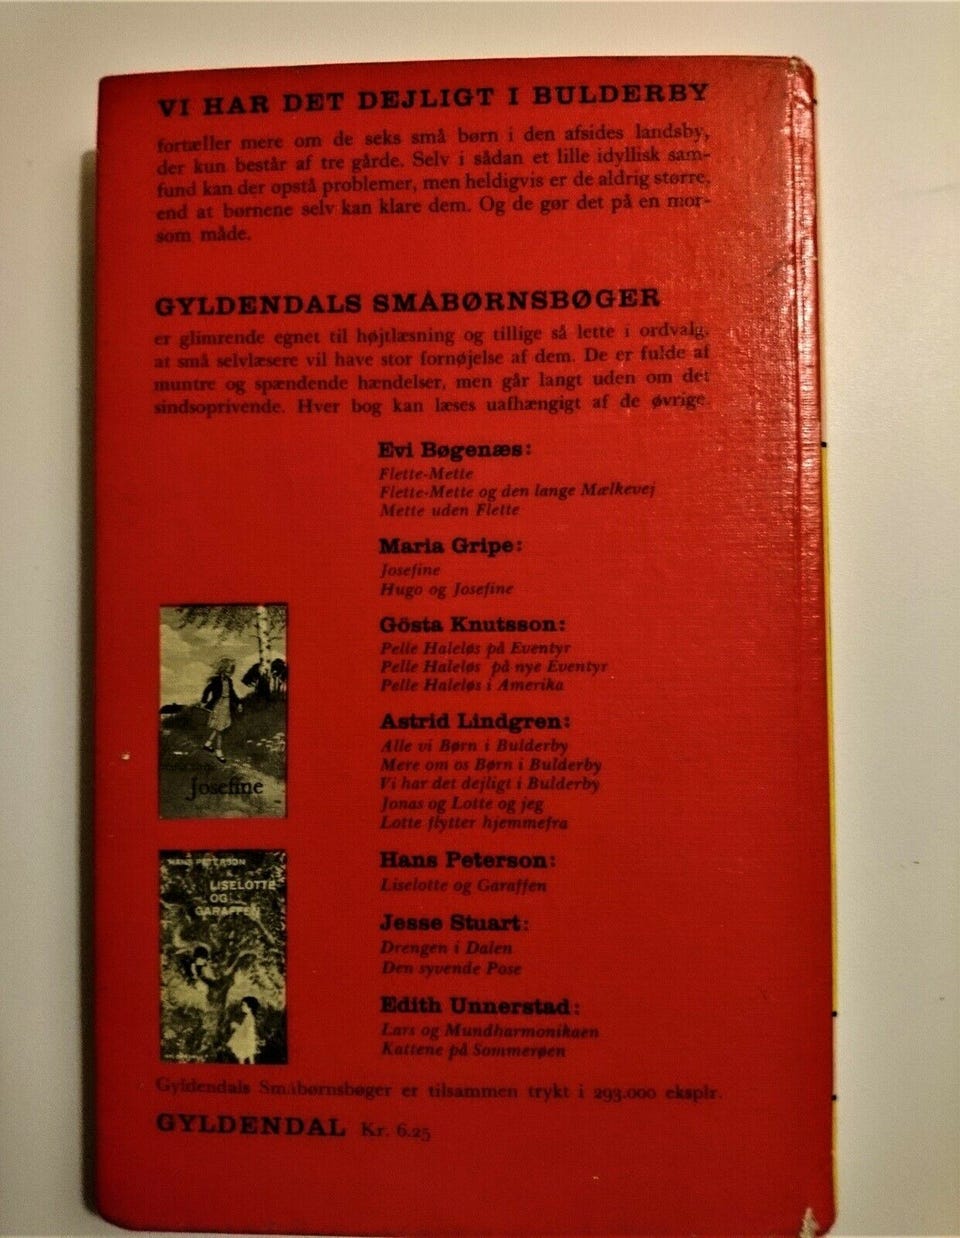 VI HAR DET DEJLIGT I BULDERBY
fortæller mere om de seks små børn i den afsides landsby,
der kun består af tre gårde. Selv i sådan et lille idyllisk sam-
fund kan der opstå problemer, men heldigvis er de aldrig større,
end at børnene selv kan klare dem. Og de gør det på en mor-
som måde.
GYLDENDALS SMÅBØRNSBØGER
er glimrende egnet til højtlæsning og tillige så lette i ordvalg,
at små selvlæsere vil have stor fornøjelse af dem. De er fulde af
muntre og spændende hændelser, men går langt uden om det
sindsoprivende. Hver bog kan læses uafhængigt af de øvrige.
Evi Bøgenæs:
Flette-Mette
Flette-Mette og den lange Mælkevej
Mette uden Flette
Maria Gripe:
Josefine
Hugo og Josefine
Gösta Knutsson:
Pelle Haleløs på Eventyr
Pelle Haleløs på nye Eventyr
Pelle Haleløs i Amerika
Astrid Lindgren:
Alle vi Børn i Bulderby
Mere om os Børn i Bulderby
Vi har det dejligt i Bulderby
Jonas og Lotte og jeg
Lotte flytter hjemmefra
Hans Peterson:
Liselotte og Garaffen
Jesse Stuart:
Drengen i Dalen
Den syvende Pose
Edith Unnerstad:
Lars og Mundharmonikaen
Kattene på Sommerøen
Josefine
HANS PETERSON
LISELOTTE
OG
GARAFFEN
Gyldendals Småbørnsbøger er tilsammen trykt i 293.000 eksplr.
GYLDENDAL Kr. 6.25